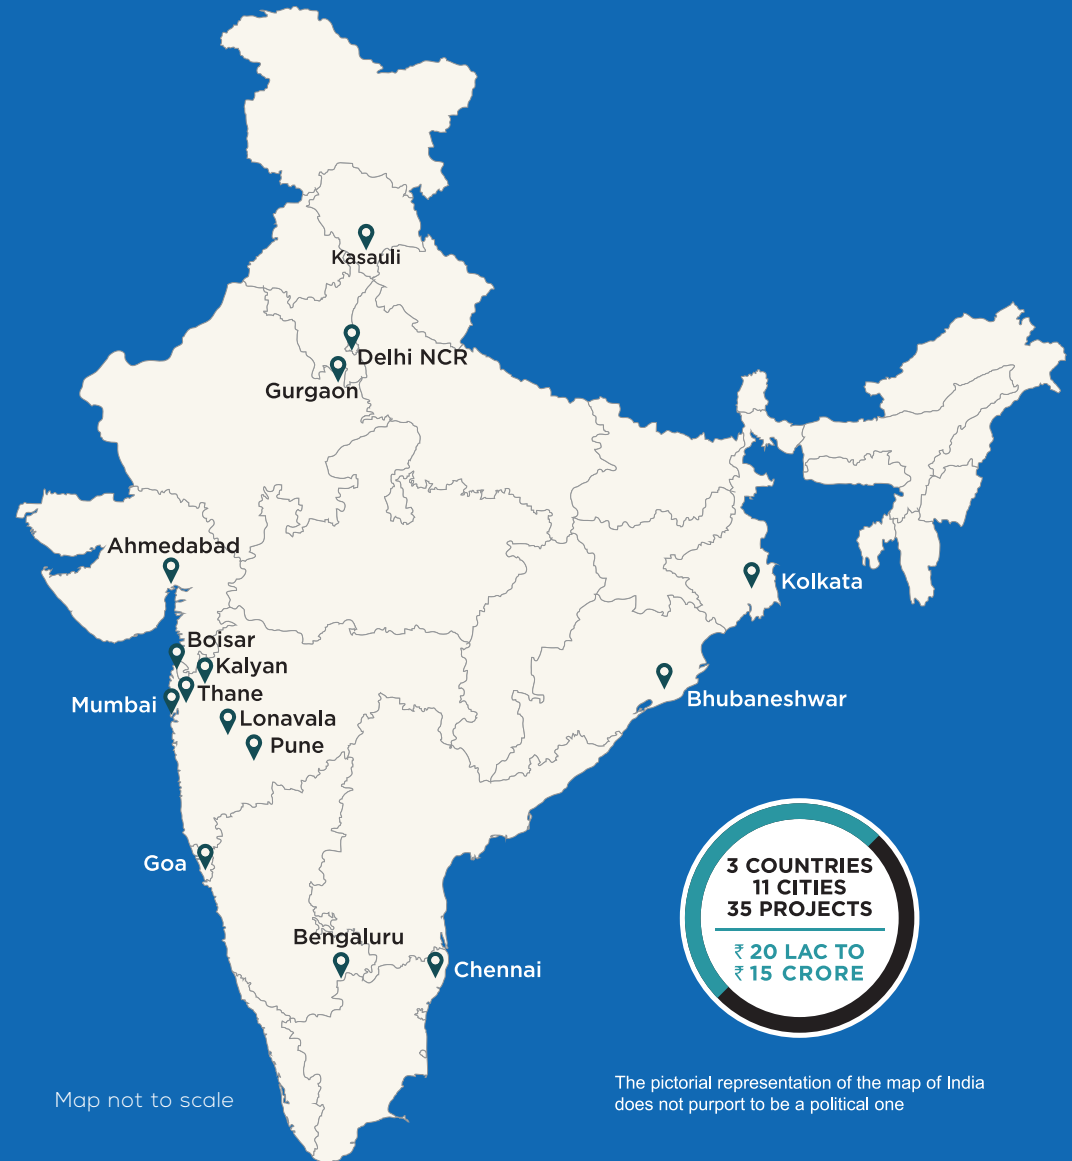 Kasauli
Delhi NCR
Gurgaon
Ahmedabad
Kolkata
Boisar
Kalyan
Thane
Mumbai
Bhubaneshwar
Lonavala
Pune
Goa
3 COUNTRIES
11 CITIES
35 PROJECTS
₹ 20 LAC TO
₹ 15 CRORE
Bengaluru
Chennai
Map not to scale
The pictorial representation of the map of India
does not purport to be a political one